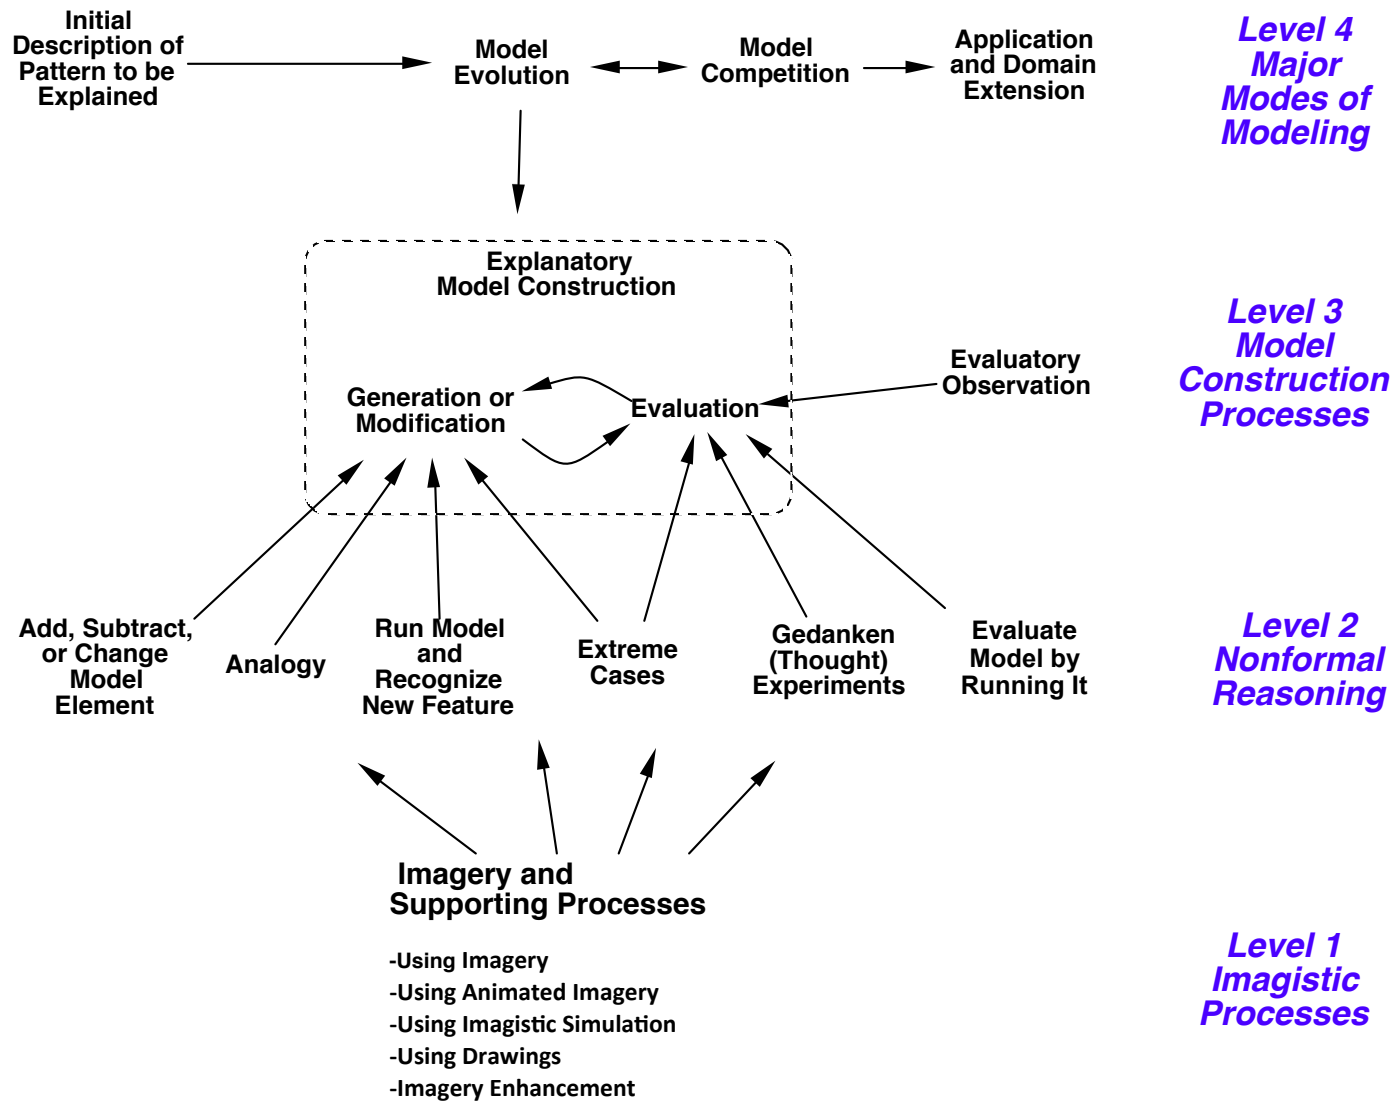 Initial
Description of
Pattern to be
Explained
Model
Evolution
Model
Competition
Application
and Domain
Extension
Level 4
Major
Modes of
Modeling
Explanatory
Model Construction
Generation or
Modification
Evaluation
Evaluatory
Observation
Level 3
Model
Construction
Processes
Add, Subtract,
or Change
Model
Element
Analogy
Run Model
and
Recognize
New Feature
Extreme
Cases
Gedanken
(Thought)
Experiments
Evaluate
Model by
Running It
Level 2
Nonformal
Reasoning
Imagery and
Supporting Processes
-Using Imagery
-Using Animated Imagery
-Using Imagistic Simulation
-Using Drawings
-Imagery Enhancement
Level 1
Imagistic
Processes